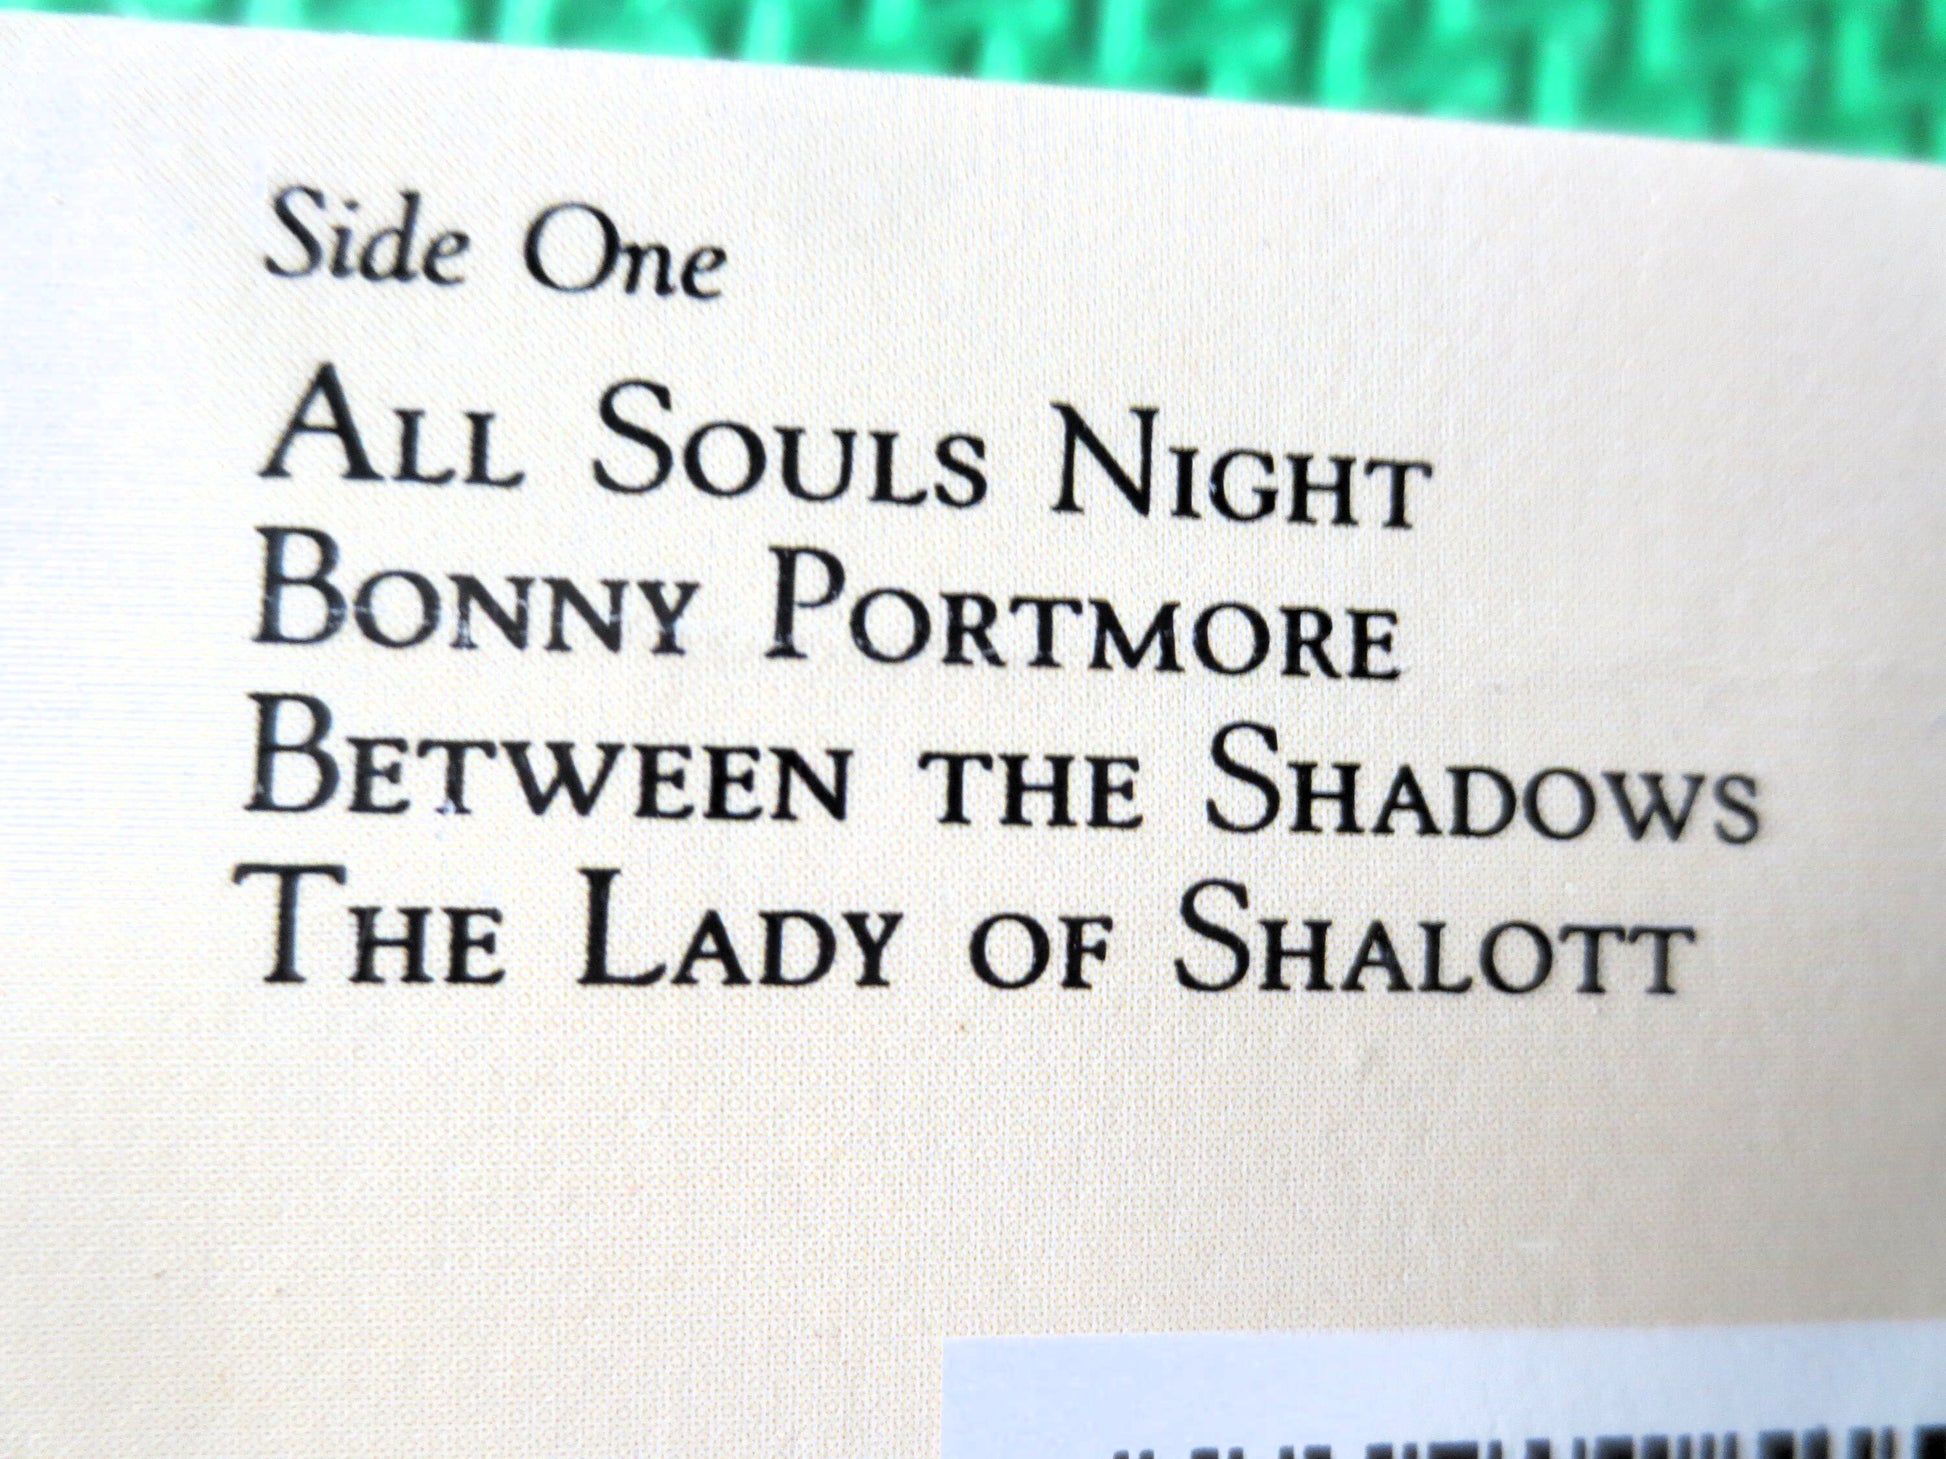 Side One
All Souls Night
Bonny Portmore
Between the Shadows
The Lady of Shalott